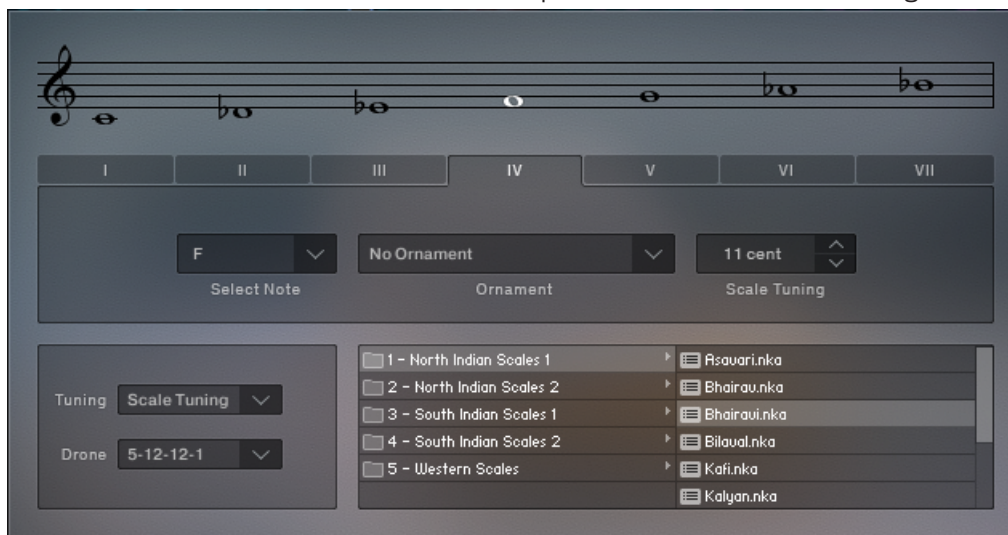 I II III IV V VI VII
F No Ornament 11 cent
Select Note Ornament Scale Tuning
1 - North Indian Scales 1 Asavari.nka
2 - North Indian Scales 2 Bhairav.nka
Tuning Scale Tuning 3 - South Indian Scales 1 Bhairavi.nka
4 - South Indian Scales 2 Bilaval.nka
Drone 5-12-12-1 5 - Western Scales Kafi.nka
Kalyan.nka